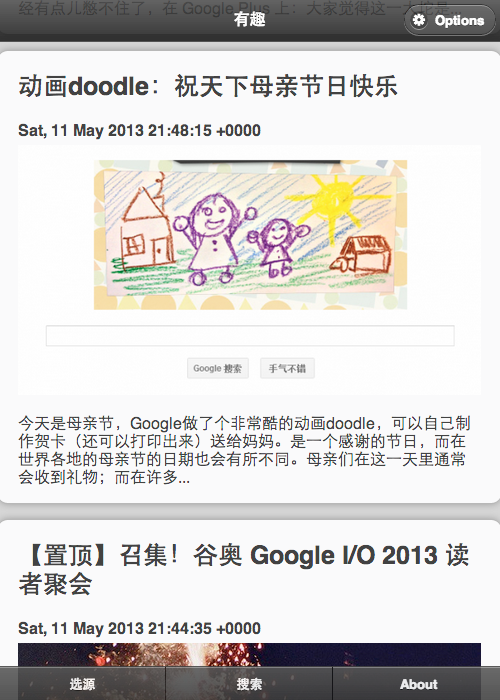 经有点儿憋不住了，在 Google Plus 上：大家觉得这一大坨是...
有趣
Options
动画doodle：祝天下母亲节日快乐
Sat, 11 May 2013 21:48:15 +0000
Google 搜索
手气不错
今天是母亲节，Google做了个非常酷的动画doodle，可以自己制
作贺卡（还可以打印出来）送给妈妈。是一个感谢的节日，而在
世界各地的母亲节的日期也会有所不同。母亲们在这一天里通常
会收到礼物；而在许多...
【置顶】召集！谷奥 Google I/O 2013 读
者聚会
Sat, 11 May 2013 21:44:35 +0000
选源
搜索
About